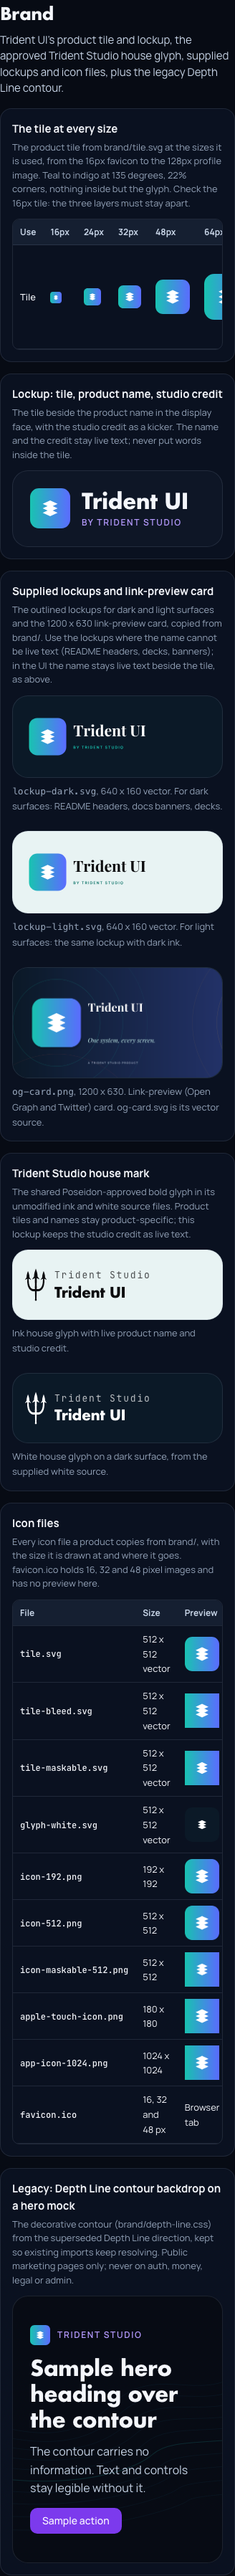 Brand
Trident UI's product tile and lockup, the
approved Trident Studio house glyph, supplied
lockups and icon files, plus the legacy Depth
Line contour.
The tile at every size
The product tile from brand/tile.svg at the sizes it
is used, from the 16px favicon to the 128px profile
image. Teal to indigo at 135 degrees, 22%
corners, nothing inside but the glyph. Check the
16px tile: the three layers must stay apart.
Use 16px 24px 32px 48px 64px
Tile
Lockup: tile, product name, studio credit
The tile beside the product name in the display
face, with the studio credit as a kicker. The name
and the credit stay live text; never put words
inside the tile.
Trident UI
BY TRIDENT STUDIO
Supplied lockups and link-preview card
The outlined lockups for dark and light surfaces
and the 1200 x 630 link-preview card, copied from
brand/. Use the lockups where the name cannot
be live text (README headers, decks, banners);
in the UI the name stays live text beside the tile,
as above.
Trident UI
BY TRIDENT STUDIO
lockup-dark.svg, 640 x 160 vector. For dark
surfaces: README headers, docs banners, decks.
Trident UI
BY TRIDENT STUDIO
lockup-light.svg, 640 x 160 vector. For light
surfaces: the same lockup with dark ink.
Trident UI
One system, every screen.
A TRIDENT STUDIO PRODUCT
og-card.png, 1200 x 630. Link-preview (Open
Graph and Twitter) card. og-card.svg is its vector
source.
Trident Studio house mark
The shared Poseidon-approved bold glyph in its
unmodified ink and white source files. Product
tiles and names stay product-specific; this
lockup keeps the studio credit as live text.
Trident Studio
Trident UI
Ink house glyph with live product name and
studio credit.
Trident Studio
Trident UI
White house glyph on a dark surface, from the
supplied white source.
Icon files
Every icon file a product copies from brand/, with
the size it is drawn at and where it goes.
favicon.ico holds 16, 32 and 48 pixel images and
has no preview here.
File Size Preview
tile.svg 512 x 512 vector
tile-bleed.svg 512 x 512 vector
tile-maskable.svg 512 x 512 vector
glyph-white.svg 512 x 512 vector
icon-192.png 192 x 192
icon-512.png 512 x 512
icon-maskable-512.png 512 x 512
apple-touch-icon.png 180 x 180
app-icon-1024.png 1024 x 1024
favicon.ico 16, 32 and 48 px Browser tab
Legacy: Depth Line contour backdrop on
a hero mock
The decorative contour (brand/depth-line.css)
from the superseded Depth Line direction, kept
so existing imports keep resolving. Public
marketing pages only; never on auth, money,
legal or admin.
TRIDENT STUDIO
Sample hero
heading over
the contour
The contour carries no
information. Text and controls
stay legible without it.
Sample action